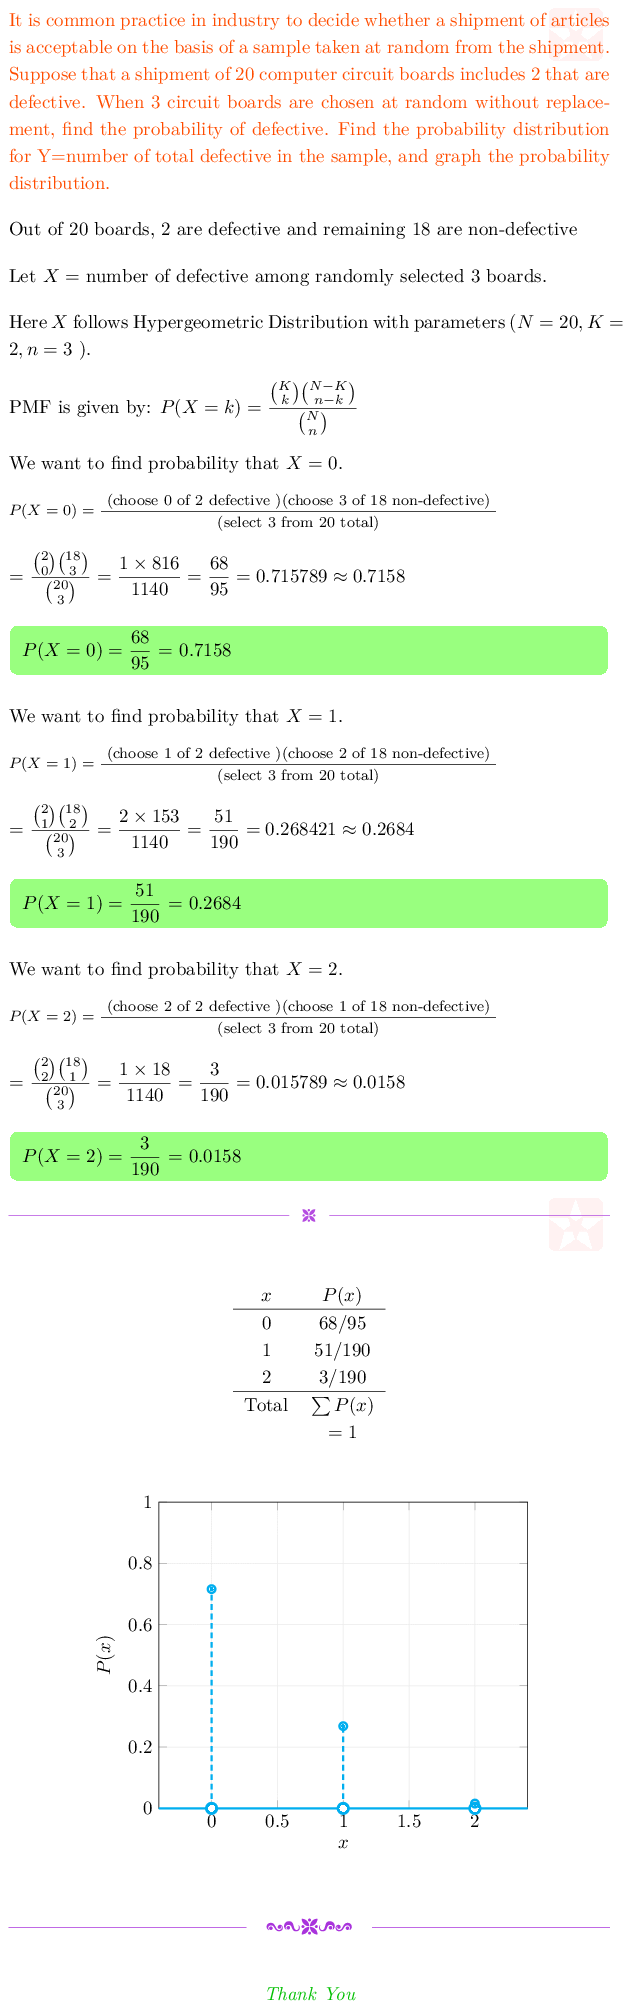 It is common practice in industry to decide whether a shipment of articles
is acceptable on the basis of a sample taken at random from the shipment.
Suppose that a shipment of 20 computer circuit boards includes 2 that are
defective. When 3 circuit boards are chosen at random without replace-
ment, find the probability of defective. Find the probability distribution
for Y=number of total defective in the sample, and graph the probability
distribution.
Out of 20 boards, 2 are defective and remaining 18 are non-defective
Let X = number of defective among randomly selected 3 boards.
Here X follows Hypergeometric Distribution with parameters (N = 20, K =
2, n = 3 ).
PMF is given by: P(X = k) = \frac{\binom{K}{k}\binom{N-K}{n-k}}{\binom{N}{n}}
We want to find probability that X = 0.
P(X = 0) = \frac{(choose 0 of 2 defective )(choose 3 of 18 non-defective)}{(select 3 from 20 total)}
= \frac{\binom{2}{0}\binom{18}{3}}{\binom{20}{3}} = \frac{1 × 816}{1140} = \frac{68}{95} = 0.715789 ≈ 0.7158
P(X = 0) = \frac{68}{95} = 0.7158
We want to find probability that X = 1.
P(X = 1) = \frac{(choose 1 of 2 defective )(choose 2 of 18 non-defective)}{(select 3 from 20 total)}
= \frac{\binom{2}{1}\binom{18}{2}}{\binom{20}{3}} = \frac{2 × 153}{1140} = \frac{51}{190} = 0.268421 ≈ 0.2684
P(X = 1) = \frac{51}{190} = 0.2684
We want to find probability that X = 2.
P(X = 2) = \frac{(choose 2 of 2 defective )(choose 1 of 18 non-defective)}{(select 3 from 20 total)}
= \frac{\binom{2}{2}\binom{18}{1}}{\binom{20}{3}} = \frac{1 × 18}{1140} = \frac{3}{190} = 0.015789 ≈ 0.0158
P(X = 2) = \frac{3}{190} = 0.0158
x P(x)
0 68/95
1 51/190
2 3/190
Total ∑ P(x)
= 1
1
0.8
0.6
0.4
0.2
0
P(x)
0 0.5 1 1.5 2
x
Thank You